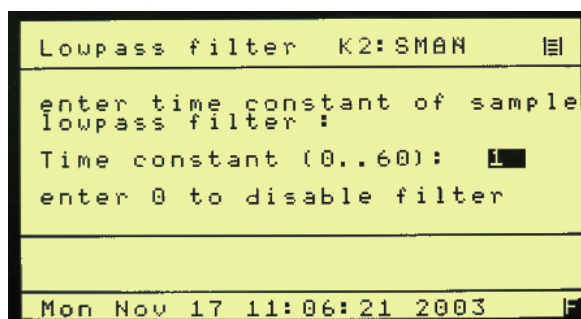 Lowpass filter K2:SMAN
enter time constant of sample
lowpass filter :
Time constant (0..60): 1
enter 0 to disable filter
Mon Nov 17 11:06:21 2003 F